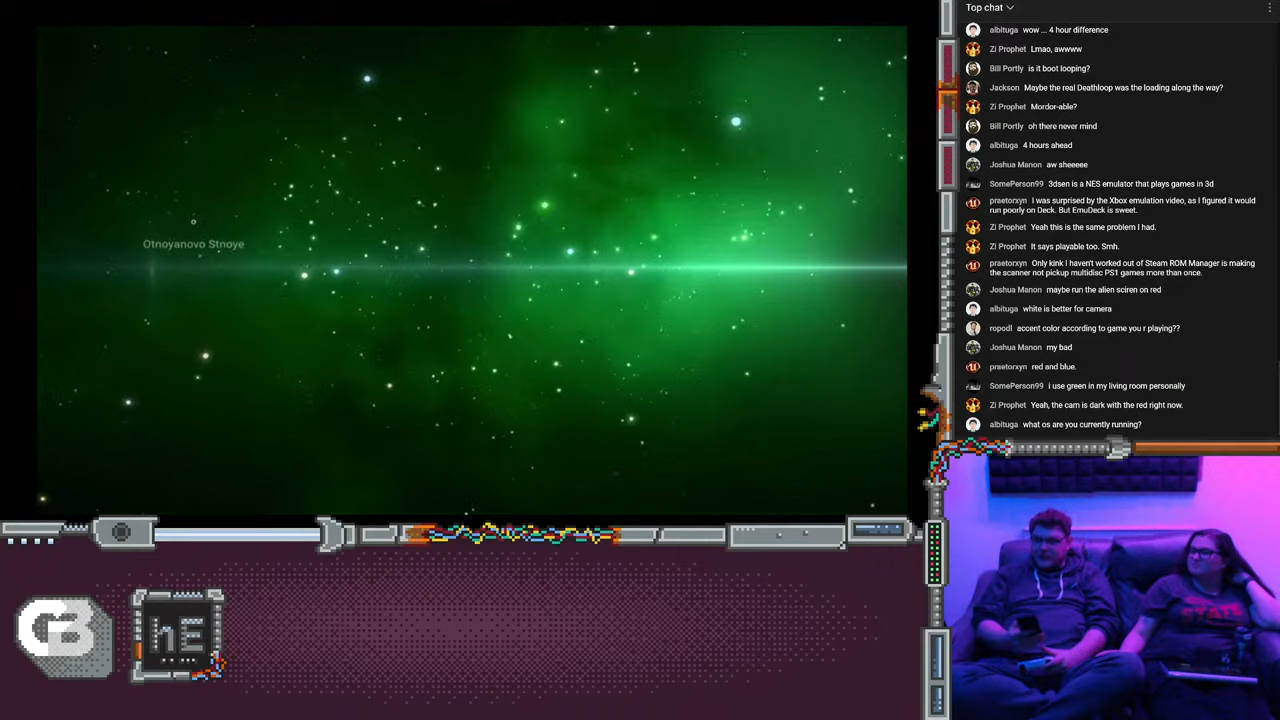 Top chat
albituga wow ... 4 hour difference
Zi Prophet Lmao, awwww
Bill Portly is it boot looping?
Jackson Maybe the real Deathloop was the loading along the way?
Zi Prophet Mordor-able?
Bill Portly oh there never mind
albituga 4 hours ahead
Joshua Manon aw sheeeee
SomePerson99 3dsen is a NES emulator that plays games in 3d
praetorxyn I was surprised by the Xbox emulation video, as I figured it would
run poorly on Deck. But EmuDeck is sweet.
Zi Prophet Yeah this is the same problem I had.
Zi Prophet It says playable too. Smh.
praetorxyn Only kink I haven't worked out of Steam ROM Manager is making
the scanner not pickup multidisc PS1 games more than once.
Joshua Manon maybe run the alien sciren on red
albituga white is better for camera
ropodl accent color according to game you r playing??
Joshua Manon my bad
praetorxyn red and blue.
SomePerson99 i use green in my living room personally
Zi Prophet Yeah, the cam is dark with the red right now.
albituga what os are you currently running?
Otnoyanovo Stnoye
GB
hE
STATE